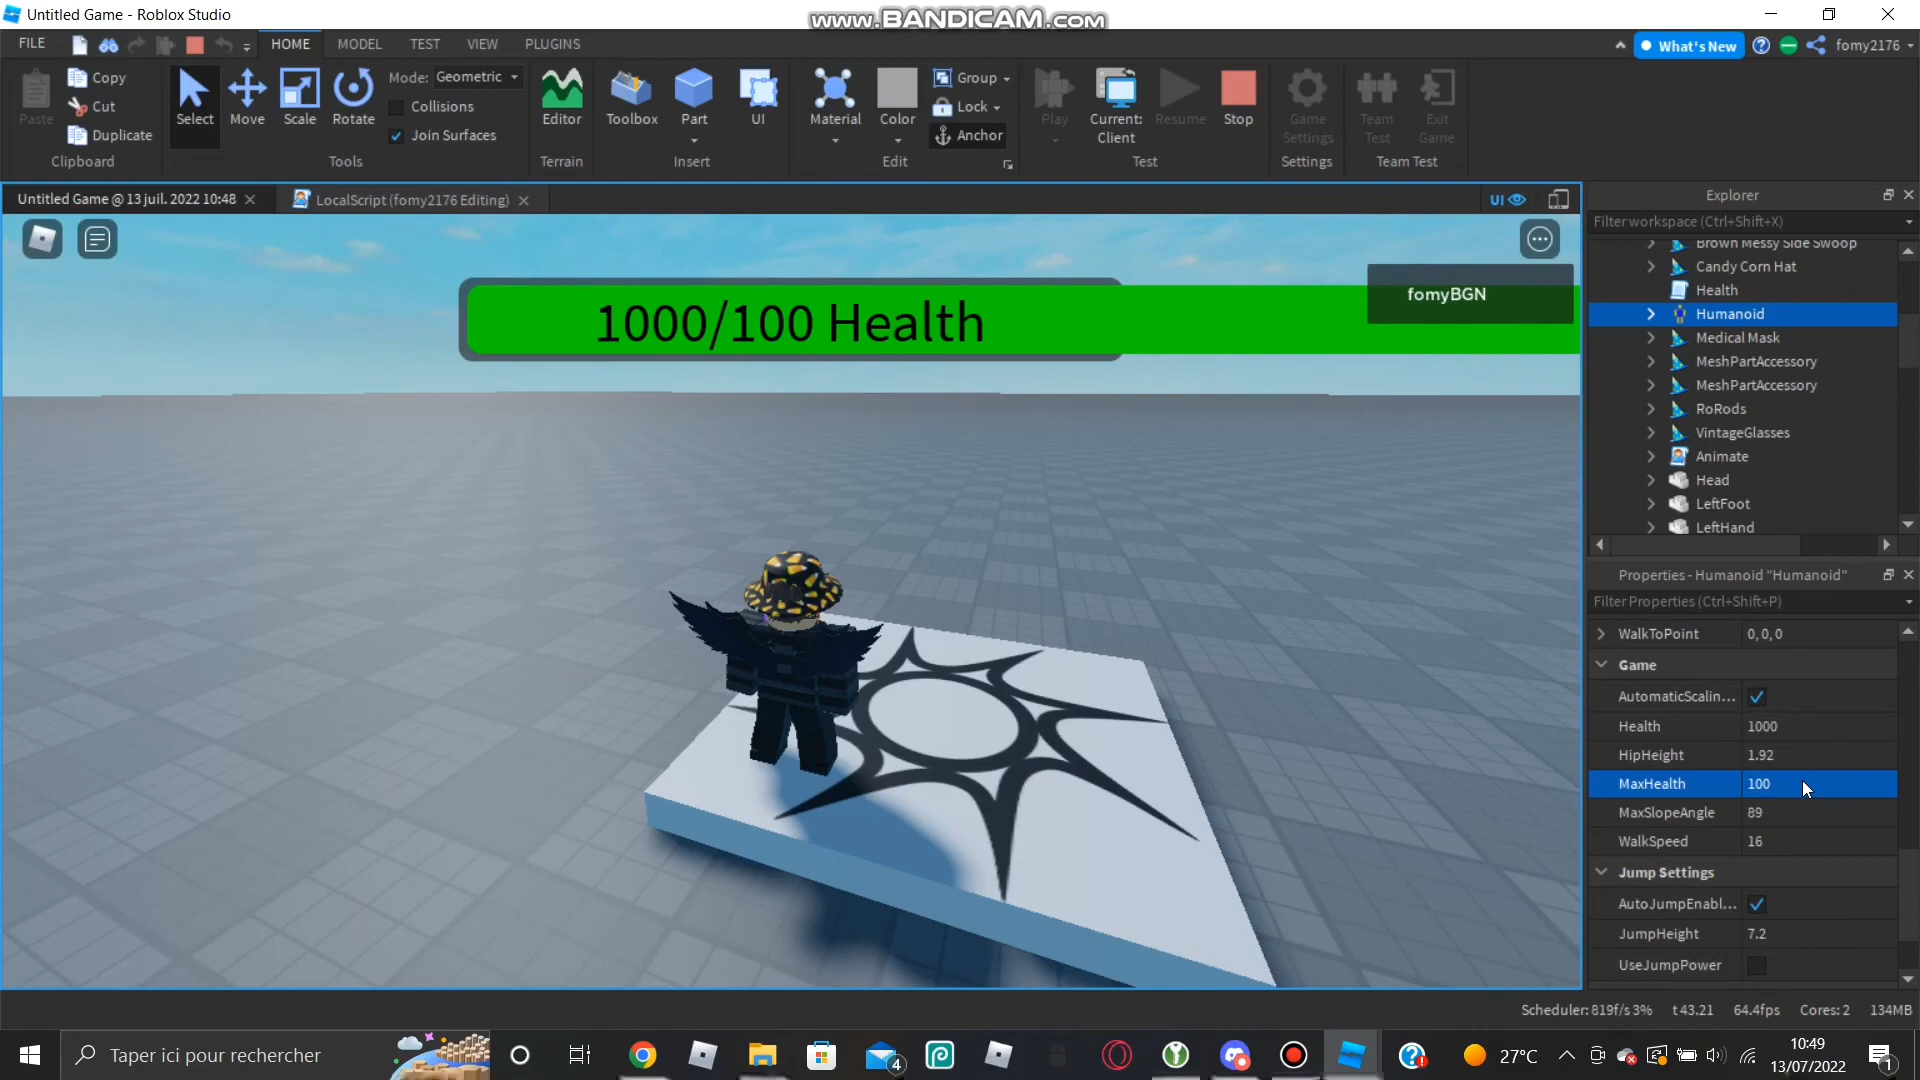 Untitled Game - Roblox Studio
www.BANDICAM.com
FILE
HOME
MODEL
TEST
VIEW
PLUGINS
What's New
fomy2176
Paste
Copy
Cut
Duplicate
Clipboard
Select
Move
Scale
Rotate
Mode: Geometric
Collisions
Join Surfaces
Tools
Editor
Terrain
Toolbox
Part
UI
Insert
Material
Color
Group
Lock
Anchor
Edit
Play
Current:
Client
Resume
Stop
Test
Game
Settings
Settings
Team
Test
Exit
Game
Team Test
Untitled Game @ 13 juil. 2022 10:48
LocalScript (fomy2176 Editing)
UI
1000/100 Health
fomyBGN
Explorer
Filter workspace (Ctrl+Shift+X)
Brown Messy Side Swoop
Candy Corn Hat
Health
Humanoid
Medical Mask
MeshPartAccessory
MeshPartAccessory
RoRods
VintageGlasses
Animate
Head
LeftFoot
LeftHand
Properties - Humanoid "Humanoid"
Filter Properties (Ctrl+Shift+P)
WalkToPoint 0, 0, 0
Game
AutomaticScalin...
Health 1000
HipHeight 1.92
MaxHealth 100
MaxSlopeAngle 89
WalkSpeed 16
Jump Settings
AutoJumpEnabl...
JumpHeight 7.2
UseJumpPower
Scheduler: 819f/s 3% t 43.21 64.4fps Cores: 2 134MB
Taper ici pour rechercher
4
27°C
10:49
13/07/2022
1